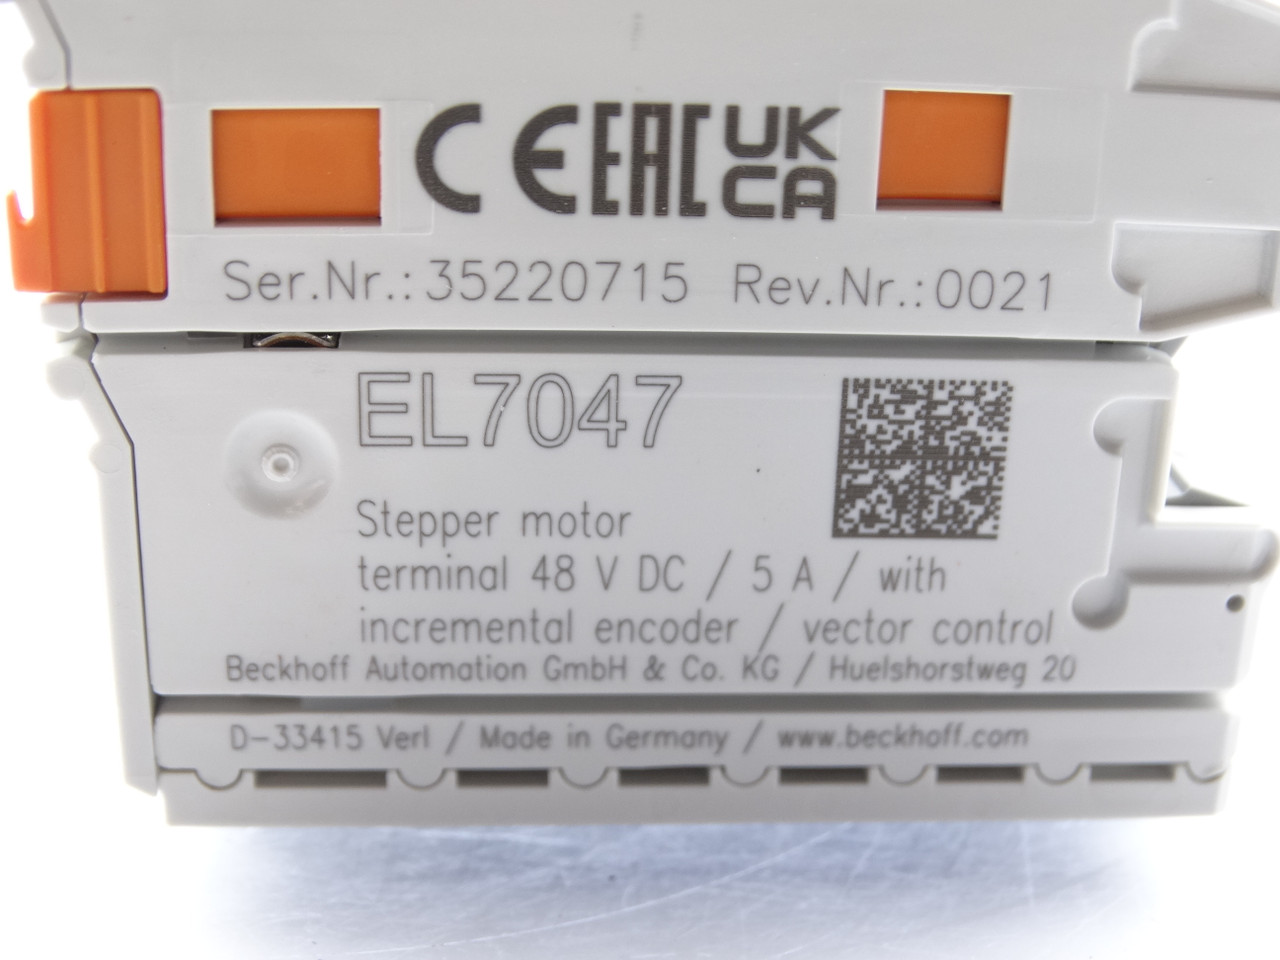 CE EAC UK
CA
Ser.Nr.:35220715 Rev.Nr.:0021
EL7047
Stepper motor
terminal 48 V DC / 5 A / with
incremental encoder / vector control
Beckhoff Automation GmbH & Co. KG / Huelshorstweg 20
D-33415 Verl / Made in Germany / www.beckhoff.com